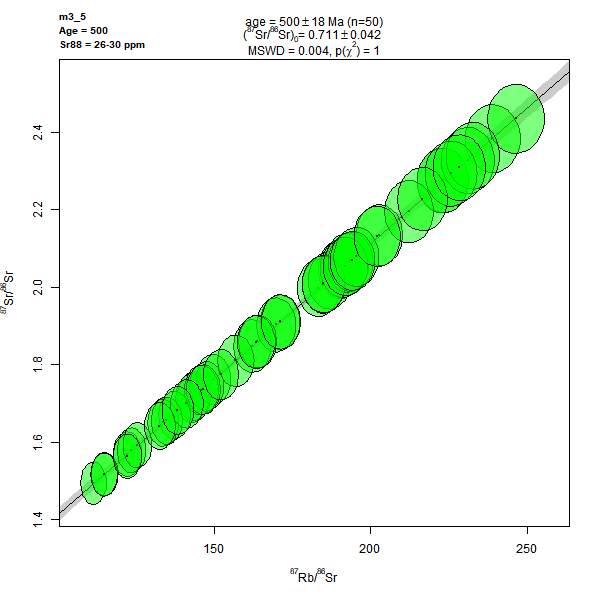 m3_5
Age = 500
Sr88 = 26-30 ppm
age = 500 ± 18 Ma (n=50)
(⁸⁷Sr/⁸⁶Sr)₀= 0.711 ± 0.042
MSWD = 0.004, p(χ²) = 1
2.4
2.2
2.0
1.8
1.6
1.4
⁸⁷Sr/⁸⁶Sr
150
200
250
⁸⁷Rb/⁸⁶Sr